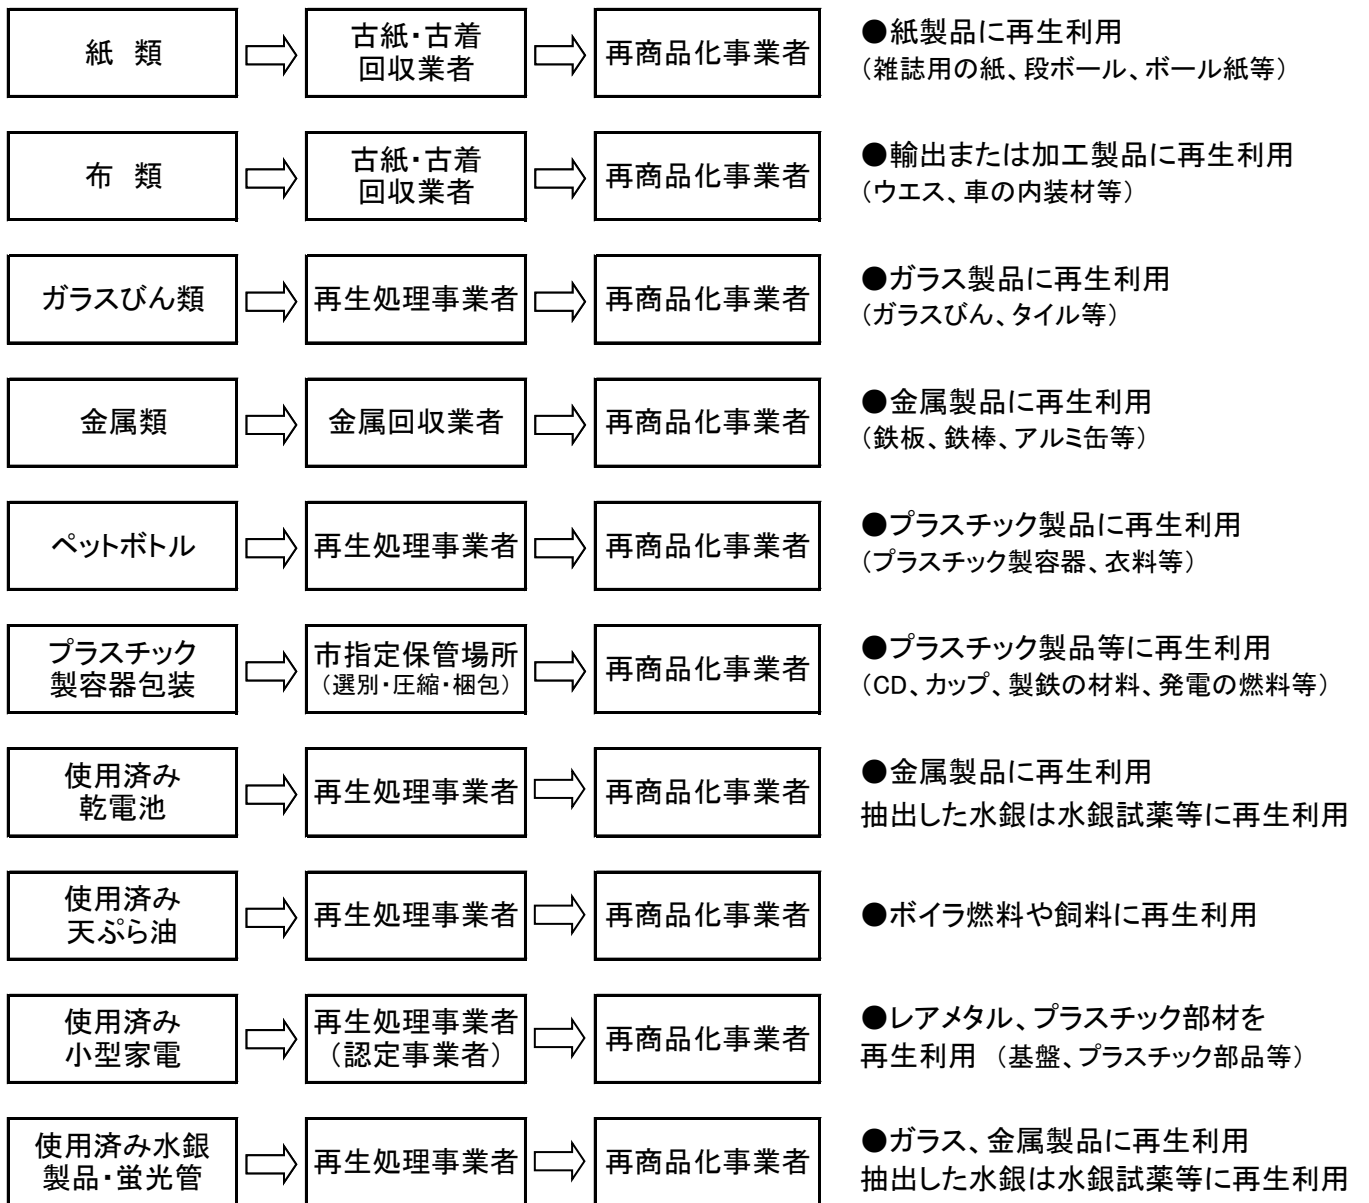 紙 類
古紙・古着
回収業者
再商品化事業者
●紙製品に再生利用
（雑誌用の紙、段ボール、ボール紙等）
布 類
古紙・古着
回収業者
再商品化事業者
●輸出または加工製品に再生利用
（ウエス、車の内装材等）
ガラスびん類
再生処理事業者
再商品化事業者
●ガラス製品に再生利用
（ガラスびん、タイル等）
金属類
金属回収業者
再商品化事業者
●金属製品に再生利用
（鉄板、鉄棒、アルミ缶等）
ペットボトル
再生処理事業者
再商品化事業者
●プラスチック製品に再生利用
（プラスチック製容器、衣料等）
プラスチック
製容器包装
市指定保管場所
（選別・圧縮・梱包）
再商品化事業者
●プラスチック製品等に再生利用
（CD、カップ、製鉄の材料、発電の燃料等）
使用済み
乾電池
再生処理事業者
再商品化事業者
●金属製品に再生利用
抽出した水銀は水銀試薬等に再生利用
使用済み
天ぷら油
再生処理事業者
再商品化事業者
●ボイラ燃料や飼料に再生利用
使用済み
小型家電
再生処理事業者
（認定事業者）
再商品化事業者
●レアメタル、プラスチック部材を
再生利用 （基盤、プラスチック部品等）
使用済み水銀
製品・蛍光管
再生処理事業者
再商品化事業者
●ガラス、金属製品に再生利用
抽出した水銀は水銀試薬等に再生利用